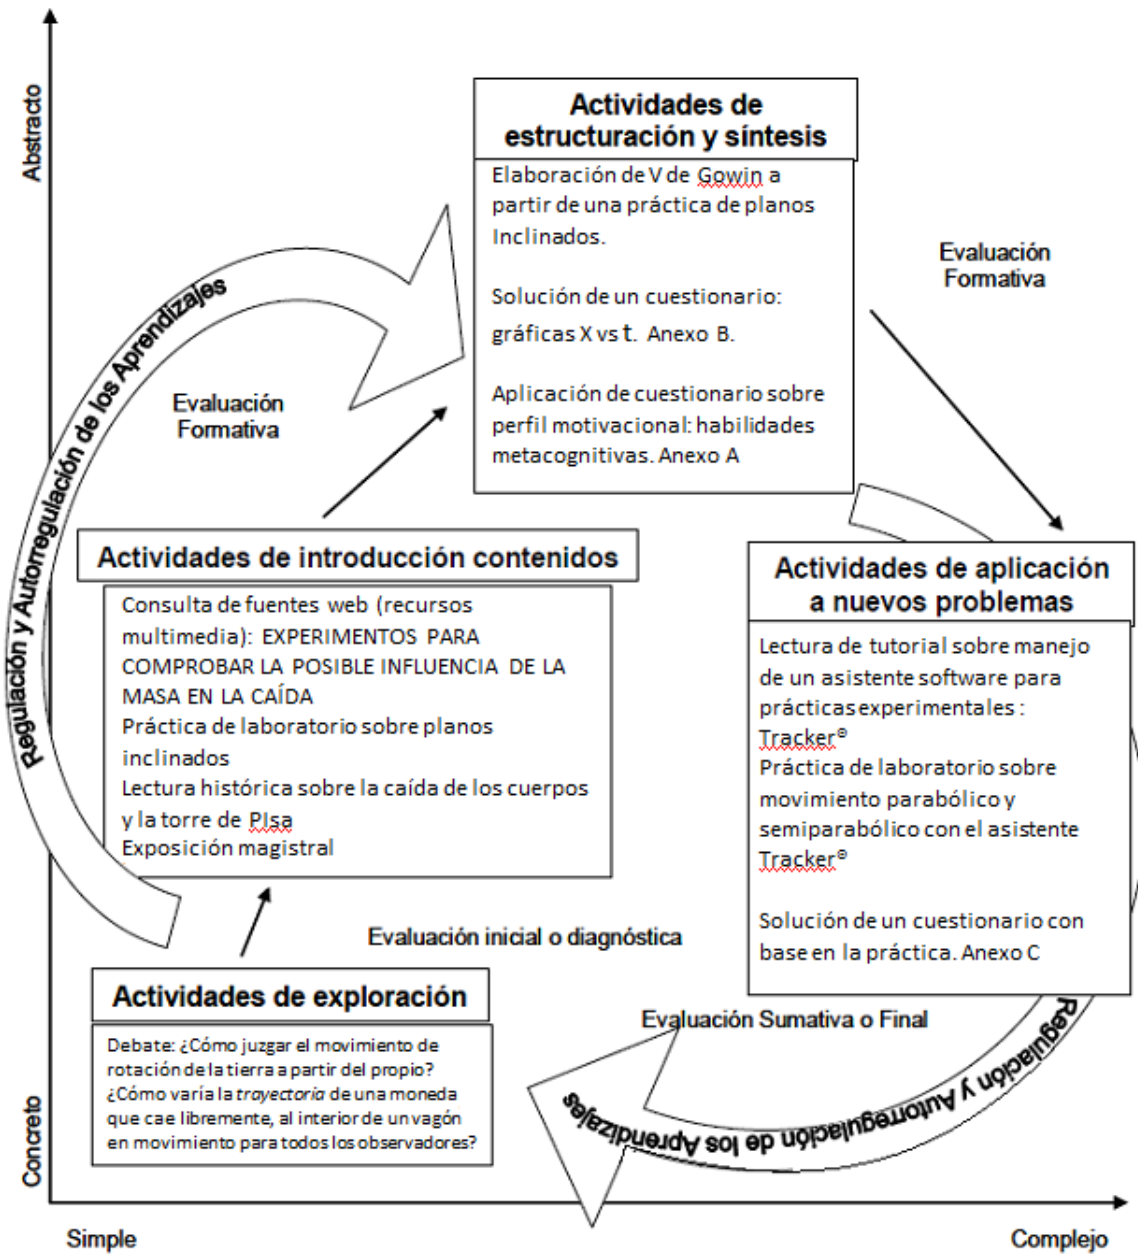 Abstracto
Actividades de
estructuración y síntesis
Elaboración de V de Gowin a
partir de una práctica de planos
Inclinados.
Solución de un cuestionario:
gráficas X vs t. Anexo B.
Aplicación de cuestionario sobre
perfil motivacional: habilidades
metacognitivas. Anexo A
Evaluación
Formativa
Regulación y Autorregulación de los Aprendizajes
Evaluación
Formativa
Actividades de introducción contenidos
Consulta de fuentes web (recursos
multimedia): EXPERIMENTOS PARA
COMPROBAR LA POSIBLE INFLUENCIA DE LA
MASA EN LA CAÍDA
Práctica de laboratorio sobre planos
inclinados
Lectura histórica sobre la caída de los cuerpos
y la torre de PIsa
Exposición magistral
Actividades de aplicación
a nuevos problemas
Lectura de tutorial sobre manejo
de un asistente software para
prácticas experimentales :
Tracker®
Práctica de laboratorio sobre
movimiento parabólico y
semiparabólico con el asistente
Tracker®
Solución de un cuestionario con
base en la práctica. Anexo C
Evaluación inicial o diagnóstica
Actividades de exploración
Debate: ¿Cómo juzgar el movimiento de
rotación de la tierra a partir del propio?
¿Cómo varía la trayectoria de una moneda
que cae libremente, al interior de un vagón
en movimiento para todos los observadores?
Evaluación Sumativa o Final
Regulación y Autorregulación de los Aprendizajes
Concreto
Simple
Complejo